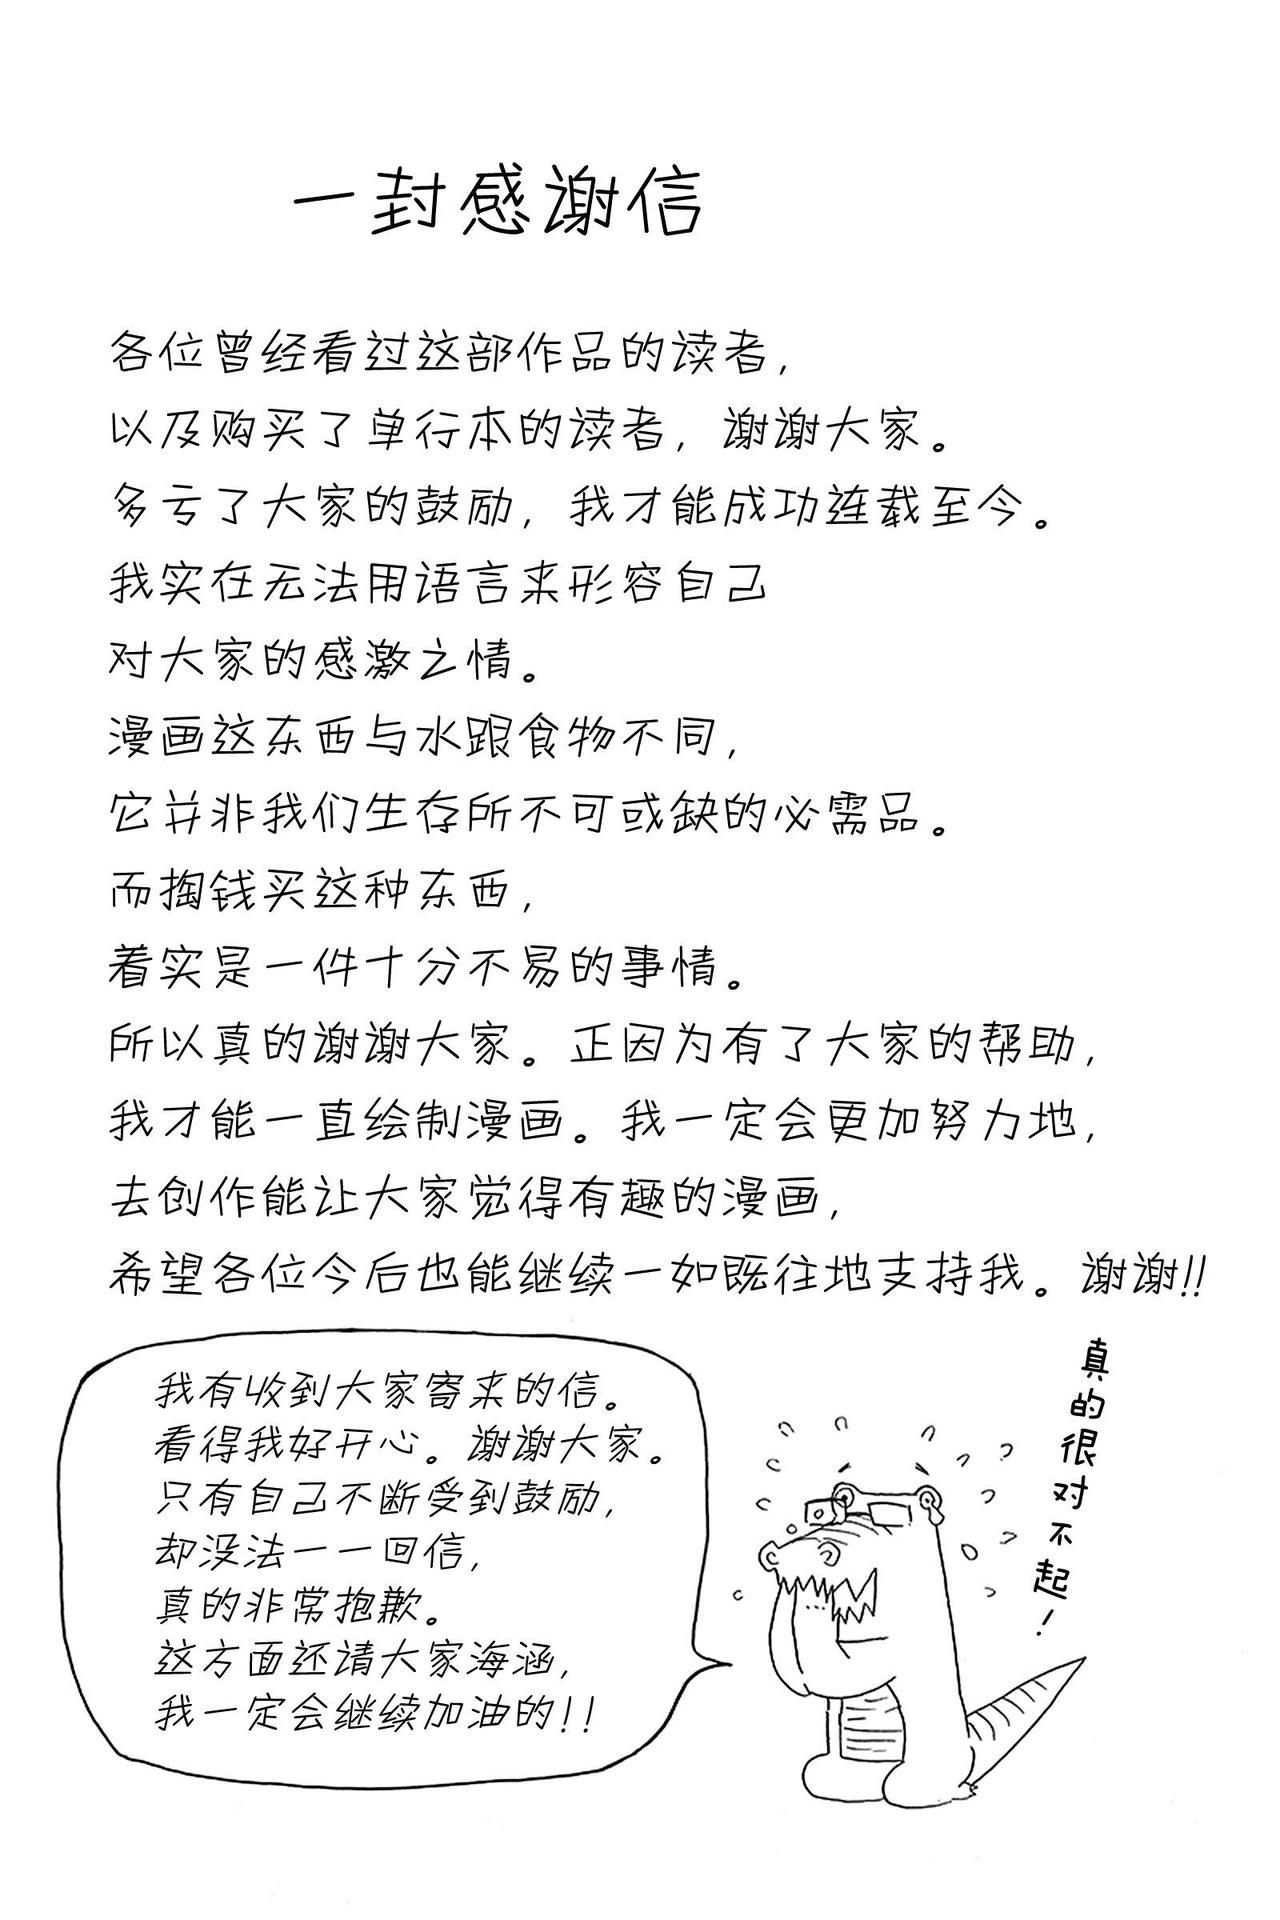 一封感谢信
各位曾经看过这部作品的读者，
以及购买了单行本的读者，谢谢大家。
多亏了大家的鼓励，我才能成功连载至今。
我实在无法用语言来形容自己
对大家的感激之情。
漫画这东西与水跟食物不同，
它并非我们生存所不可或缺的必需品。
而掏钱买这种东西，
着实是一件十分不易的事情。
所以真的谢谢大家。正因为有了大家的帮助，
我才能一直绘制漫画。我一定会更加努力地，
去创作能让大家觉得有趣的漫画，
希望各位今后也能继续一如既往地支持我。谢谢!!
我有收到大家寄来的信。
看得我好开心。谢谢大家。
只有自己不断受到鼓励，
却没法一一回信，
真的非常抱歉。
这方面还请大家海涵，
我一定会继续加油的!!
真的很对不起！